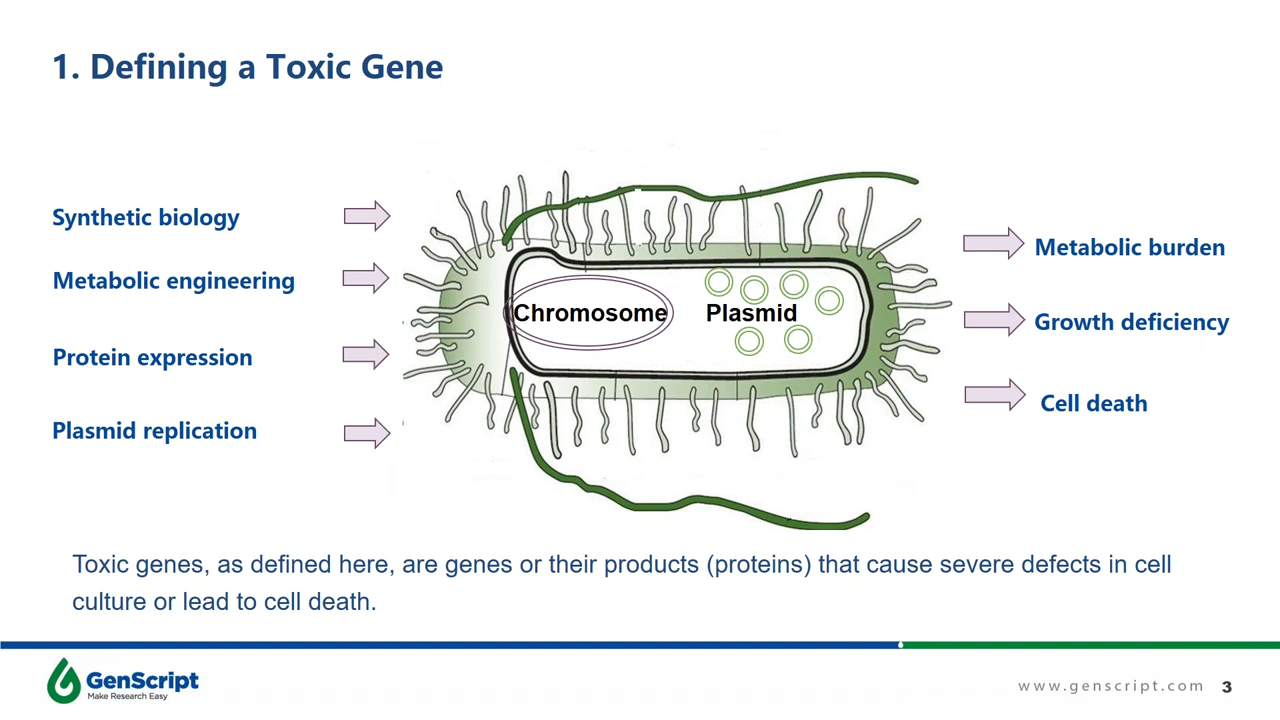 1. Defining a Toxic Gene
Synthetic biology
Metabolic engineering
Protein expression
Plasmid replication
Chromosome
Plasmid
Metabolic burden
Growth deficiency
Cell death
Toxic genes, as defined here, are genes or their products (proteins) that cause severe defects in cell
culture or lead to cell death.
GenScript
Make Research Easy
www.genscript.com
3